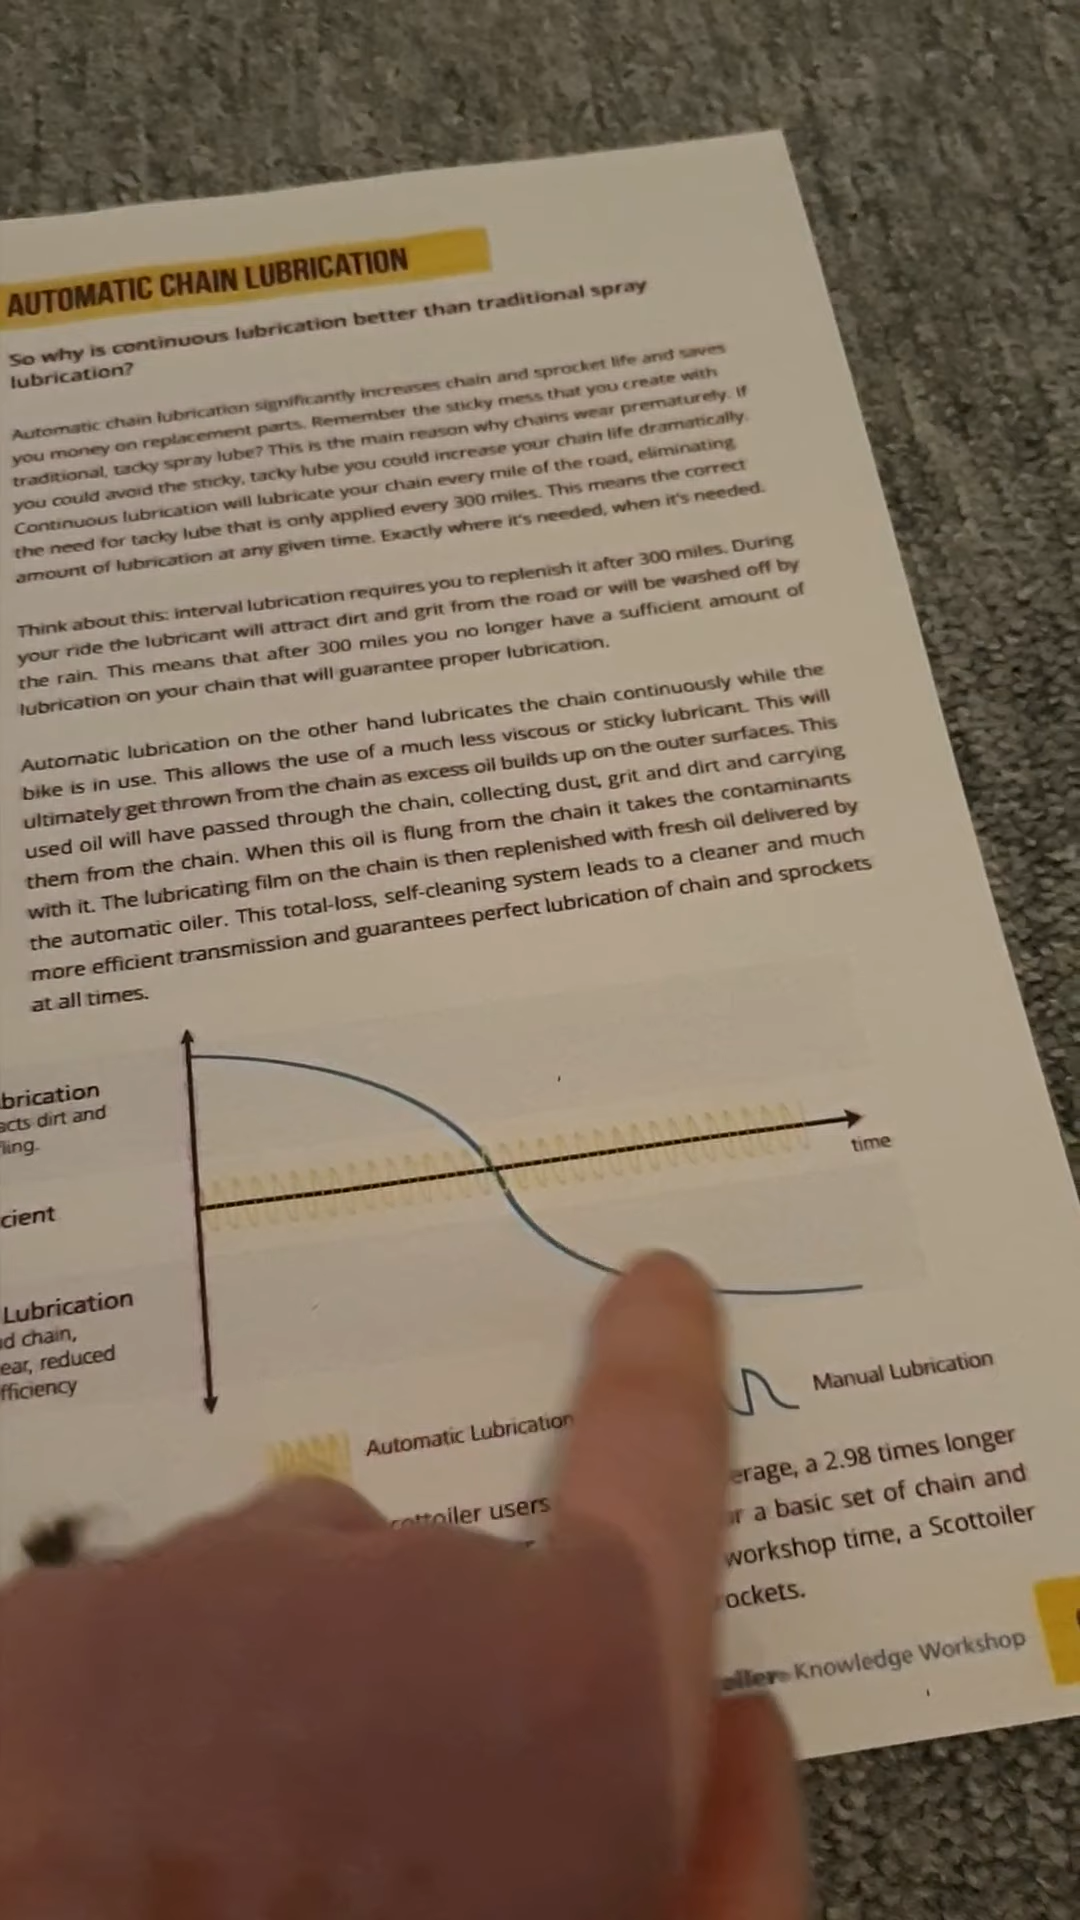 AUTOMATIC CHAIN LUBRICATION
So why is continuous lubrication better than traditional spray
lubrication?
Automatic chain lubrication significantly increases chain and sprocket life and saves
you money on replacement parts. Remember the sticky mess that you create with
traditional, tacky spray lube? This is the main reason why chains wear prematurely. If
you could avoid the sticky, tacky lube you could increase your chain life dramatically.
Continuous lubrication will lubricate your chain every mile of the road, eliminating
the need for tacky lube that is only applied every 300 miles. This means the correct
amount of lubrication at any given time. Exactly where it's needed, when it's needed.
Think about this: interval lubrication requires you to replenish it after 300 miles. During
your ride the lubricant will attract dirt and grit from the road or will be washed off by
the rain. This means that after 300 miles you no longer have a sufficient amount of
lubrication on your chain that will guarantee proper lubrication.
Automatic lubrication on the other hand lubricates the chain continuously while the
bike is in use. This allows the use of a much less viscous or sticky lubricant. This will
ultimately get thrown from the chain as excess oil builds up on the outer surfaces. This
used oil will have passed through the chain, collecting dust, grit and dirt and carrying
them from the chain. When this oil is flung from the chain it takes the contaminants
with it. The lubricating film on the chain is then replenished with fresh oil delivered by
the automatic oiler. This total-loss, self-cleaning system leads to a cleaner and much
more efficient transmission and guarantees perfect lubrication of chain and sprockets
at all times.
brication
acts dirt and
ling.
time
cient
Lubrication
d chain,
ear, reduced
fficiency
Automatic Lubrication
Manual Lubrication
ottoiler users
erage, a 2.98 times longer
r a basic set of chain and
workshop time, a Scottoiler
ockets.
oiler Knowledge Workshop